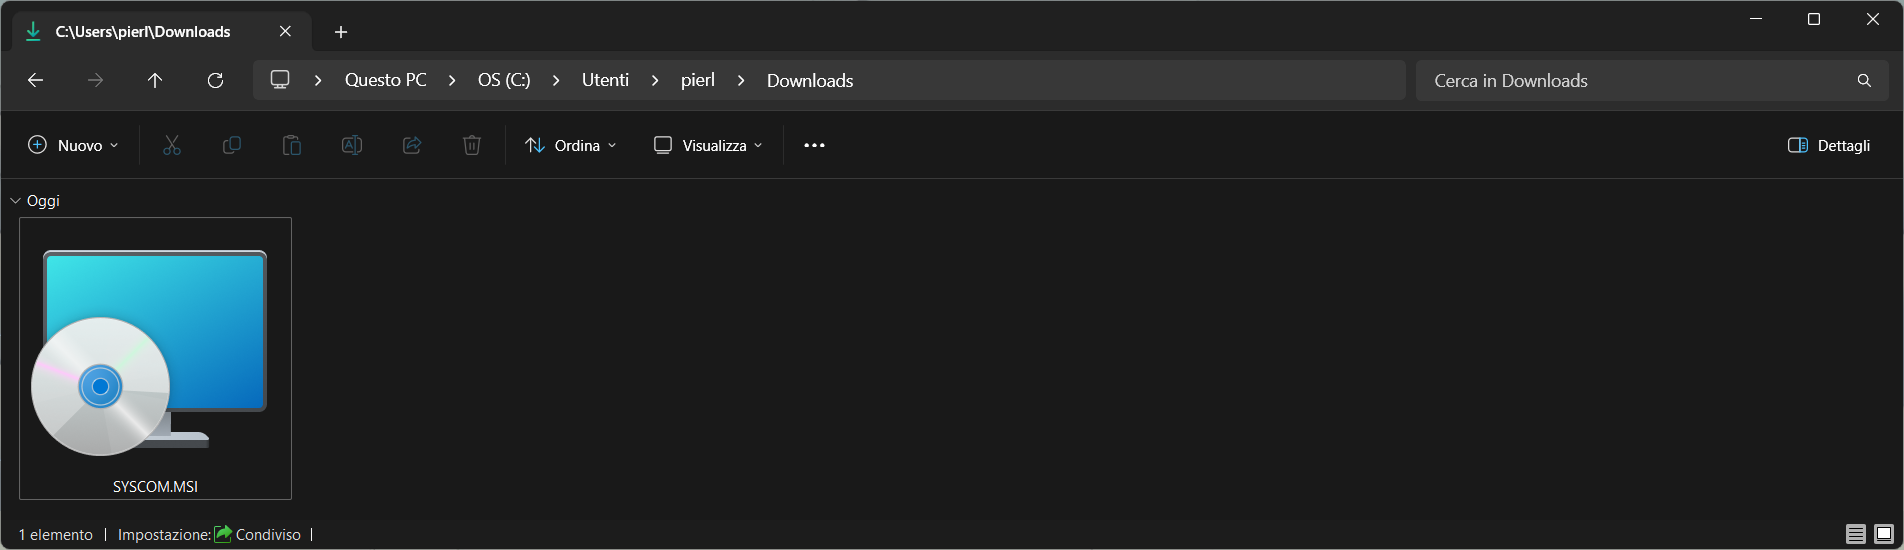 C:\Users\pierl\Downloads
Questo PC OS (C:) Utenti pierl Downloads
Cerca in Downloads
Nuovo Ordina Visualizza Dettagli
Oggi
SYSCOM.MSI
1 elemento Impostazione: Condiviso